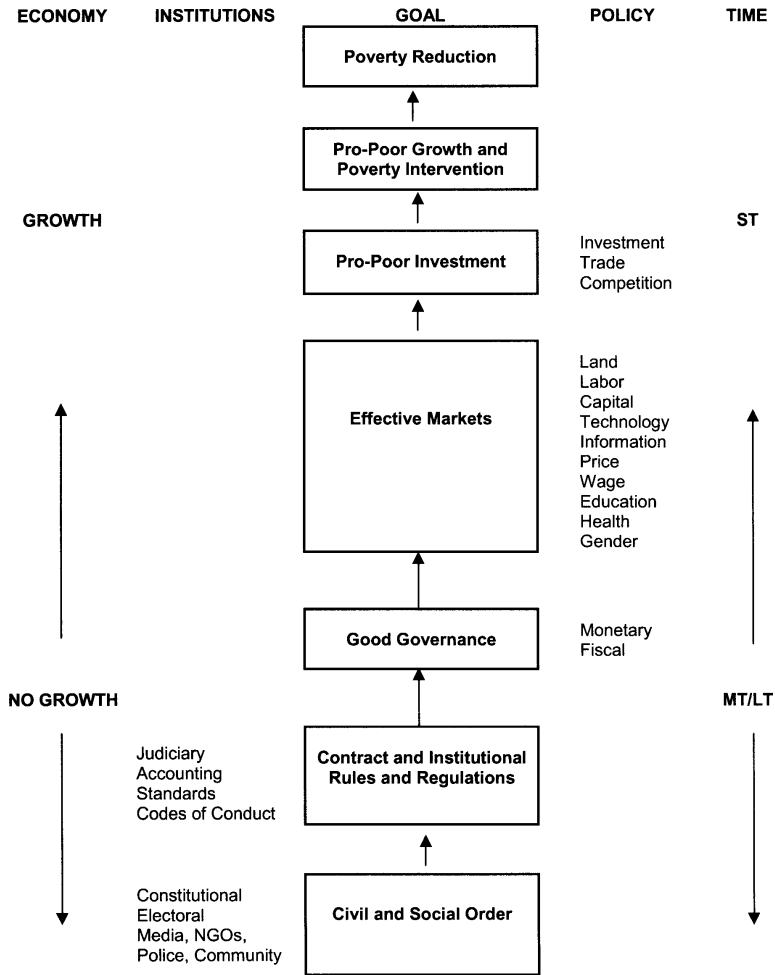 ECONOMY INSTITUTIONS GOAL POLICY TIME
Poverty Reduction
Pro-Poor Growth and
Poverty Intervention
GROWTH
ST
Pro-Poor Investment
Investment
Trade
Competition
Effective Markets
Land
Labor
Capital
Technology
Information
Price
Wage
Education
Health
Gender
Good Governance
Monetary
Fiscal
NO GROWTH
MT/LT
Judiciary
Accounting
Standards
Codes of Conduct
Contract and Institutional
Rules and Regulations
Constitutional
Electoral
Media, NGOs,
Police, Community
Civil and Social Order